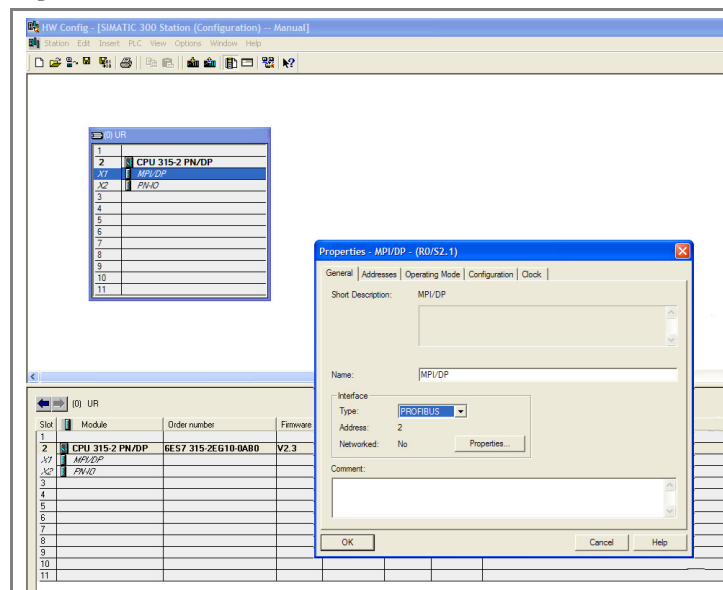 HW Config - [SIMATIC 300 Station (Configuration) -- Manual]
Station Edit Insert PLC View Options Window Help
(0) UR
1
2 CPU 315-2 PN/DP
X1 MPI/DP
X2 PN-IO
3
4
5
6
7
8
9
10
11
Properties - MPI/DP - (R0/S2.1)
General Addresses Operating Mode Configuration Clock
Short Description: MPI/DP
Name: MPI/DP
Interface
Type: PROFIBUS
Address: 2
Networked: No Properties...
Comment:
OK Cancel Help
(0) UR
Slot Module Order number Firmware
1
2 CPU 315-2 PN/DP 6ES7 315-2EG10-0AB0 V2.3
X1 MPI/DP
X2 PN-IO
3
4
5
6
7
8
9
10
11